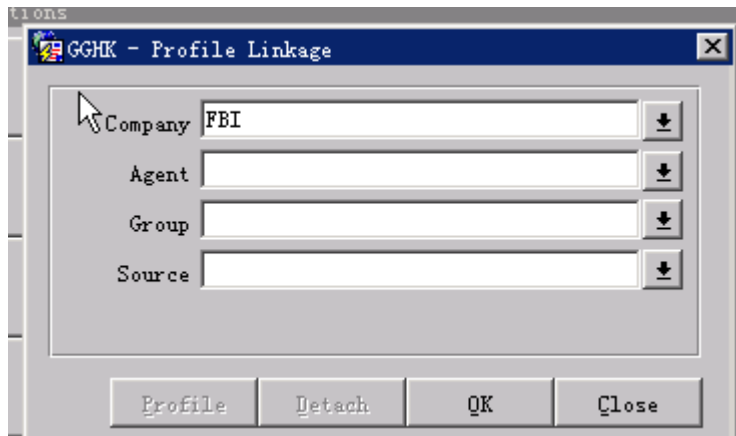 tions
GGHK - Profile Linkage
Company FBI
Agent
Group
Source
Profile Detach OK Close